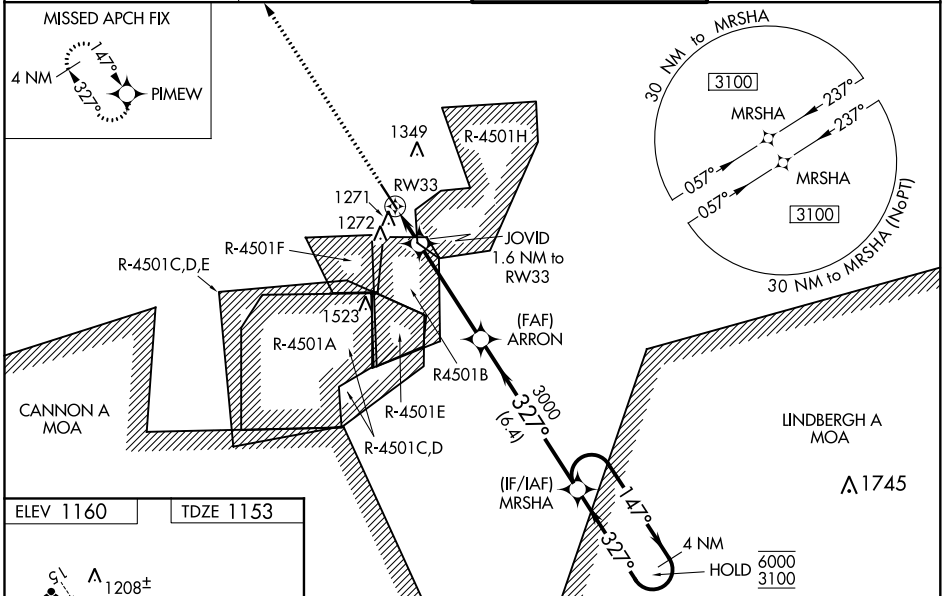 MISSED APCH FIX
147°
4 NM
327°
PIMEW
30 NM to MRSHA
3100
237°
MRSHA
237°
057°
MRSHA
057°
3100
30 NM to MRSHA (NoPT)
1349
R-4501H
RW33
1271
1272
JOVID
1.6 NM to
RW33
R-4501F
R-4501C,D,E
1523
(FAF)
ARRON
R-4501A
R4501B
R-4501E
R-4501C,D
3000
327°
(6.4)
CANNON A
MOA
LINDBERGH A
MOA
(IF/IAF)
MRSHA
1745
147°
327°
4 NM
HOLD
6000
3100
ELEV 1160
TDZE 1153
15
1208±